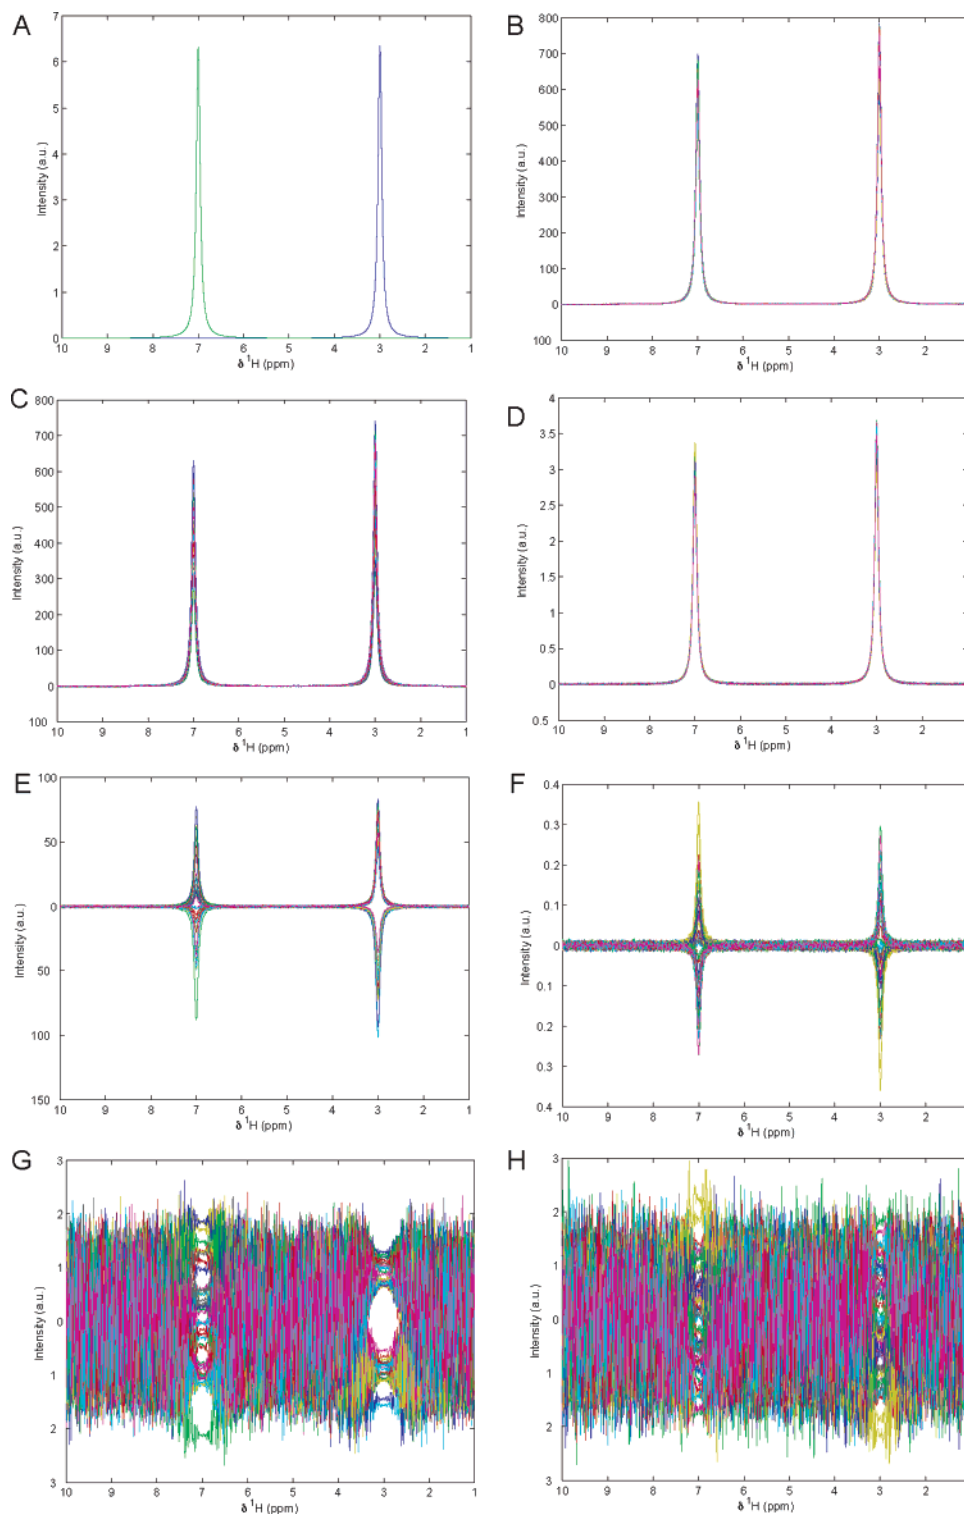 A
7
6
5
4
3
2
1
0
Intensity (a.u.)
10 9 8 7 6 5 4 3 2 1
δ ¹H (ppm)
B
800
700
600
500
400
300
200
100
0
100
Intensity (a.u.)
10 9 8 7 6 5 4 3 2
δ ¹H (ppm)
C
800
700
600
500
400
300
200
100
0
100
Intensity (a.u.)
10 9 8 7 6 5 4 3 2 1
δ ¹H (ppm)
D
4
3.5
3
2.5
2
1.5
1
0.5
0
0.5
Intensity (a.u.)
10 9 8 7 6 5 4 3 2
δ ¹H (ppm)
E
100
50
0
50
100
150
Intensity (a.u.)
10 9 8 7 6 5 4 3 2 1
δ ¹H (ppm)
F
0.4
0.3
0.2
0.1
0
0.1
0.2
0.3
0.4
Intensity (a.u.)
10 9 8 7 6 5 4 3 2
δ ¹H (ppm)
G
3
2
1
0
1
2
3
Intensity (a.u.)
10 9 8 7 6 5 4 3 2 1
δ ¹H (ppm)
H
3
2
1
0
1
2
3
Intensity (a.u.)
10 9 8 7 6 5 4 3 2
δ ¹H (ppm)